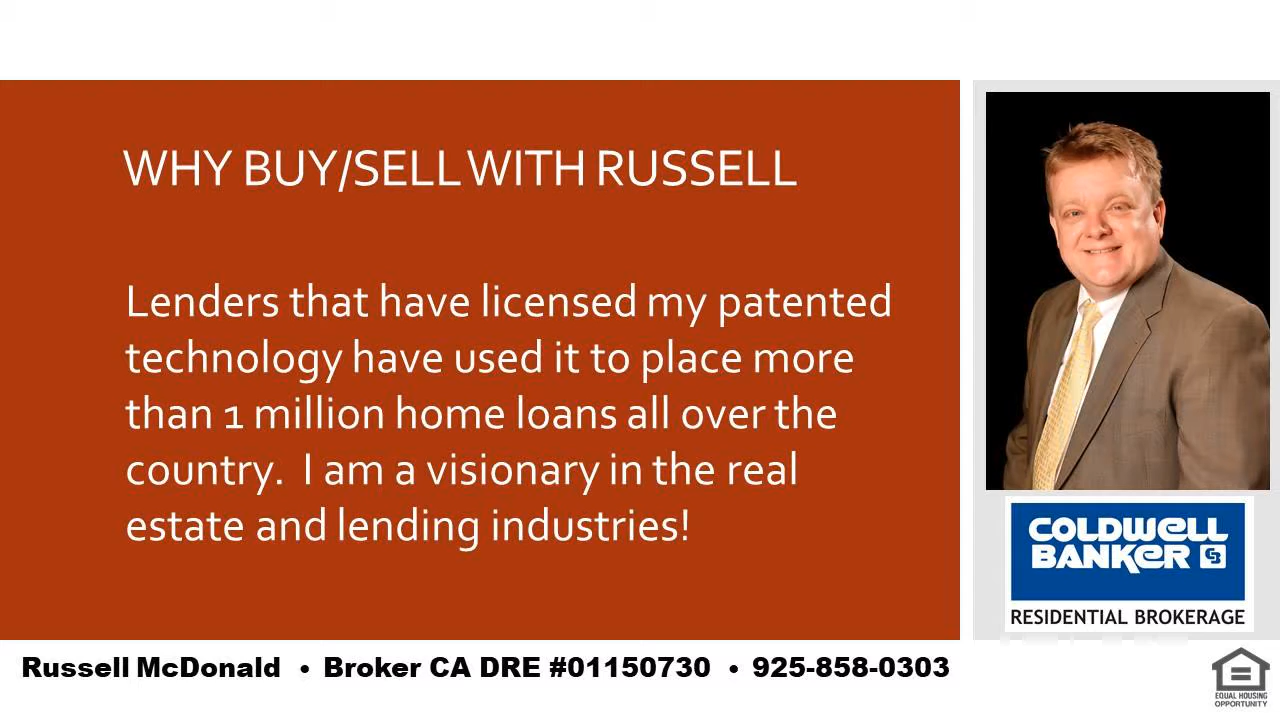 WHY BUY/SELL WITH RUSSELL
Lenders that have licensed my patented
technology have used it to place more
than 1 million home loans all over the
country.  I am a visionary in the real
estate and lending industries!
COLDWELL
BANKER CB
RESIDENTIAL BROKERAGE
Russell McDonald • Broker CA DRE #01150730 • 925-858-0303
EQUAL HOUSING
OPPORTUNITY